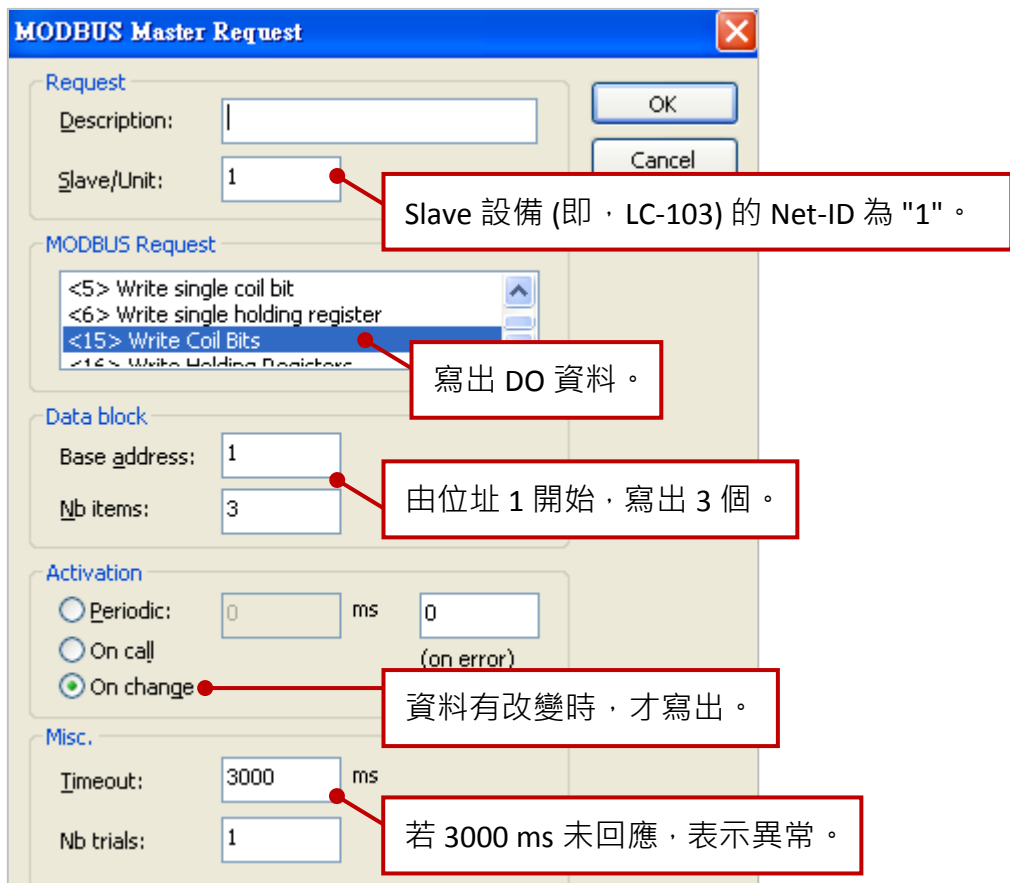 MODBUS Master Request
Request
Description:
OK
Slave/Unit: 1
Cancel
Slave 設備 (即，LC-103) 的 Net-ID 為 "1"。
MODBUS Request
<5> Write single coil bit
<6> Write single holding register
<15> Write Coil Bits
<16> Write Holding Registers
寫出 DO 資料。
Data block
Base address: 1
Nb items: 3
由位址 1 開始，寫出 3 個。
Activation
Periodic: 0 ms 0
On call (on error)
On change
資料有改變時，才寫出。
Misc.
Timeout: 3000 ms
Nb trials: 1
若 3000 ms 未回應，表示異常。